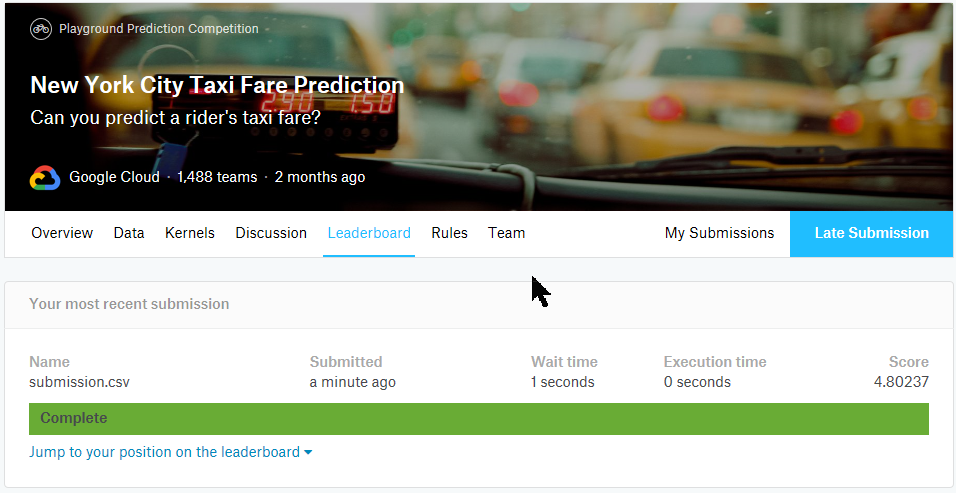 Playground Prediction Competition
New York City Taxi Fare Prediction
Can you predict a rider's taxi fare?
Google Cloud · 1,488 teams · 2 months ago
Overview Data Kernels Discussion Leaderboard Rules Team My Submissions Late Submission
Your most recent submission
Name Submitted Wait time Execution time Score
submission.csv a minute ago 1 seconds 0 seconds 4.80237
Complete
Jump to your position on the leaderboard